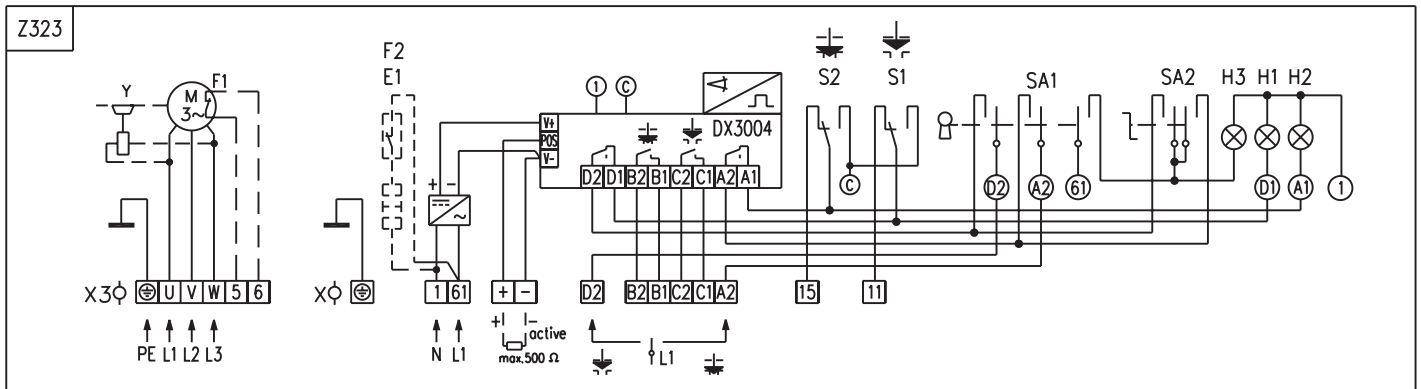 Z323
F2
E1
S2 S1
SA1 SA2 H3 H1 H2
Y
M
3~
F1
1 C
DX3004
V+
POS
V-
D2 D1 B2 B1 C2 C1 A2 A1
+ -
~
C
D2 A2 61 D1 A1 1
X3 U V W 5 6
X
1 61
+ -
D2 B2 B1 C2 C1 A2
15 11
PE L1 L2 L3
N L1
+ - active
max.500 Ω
L1